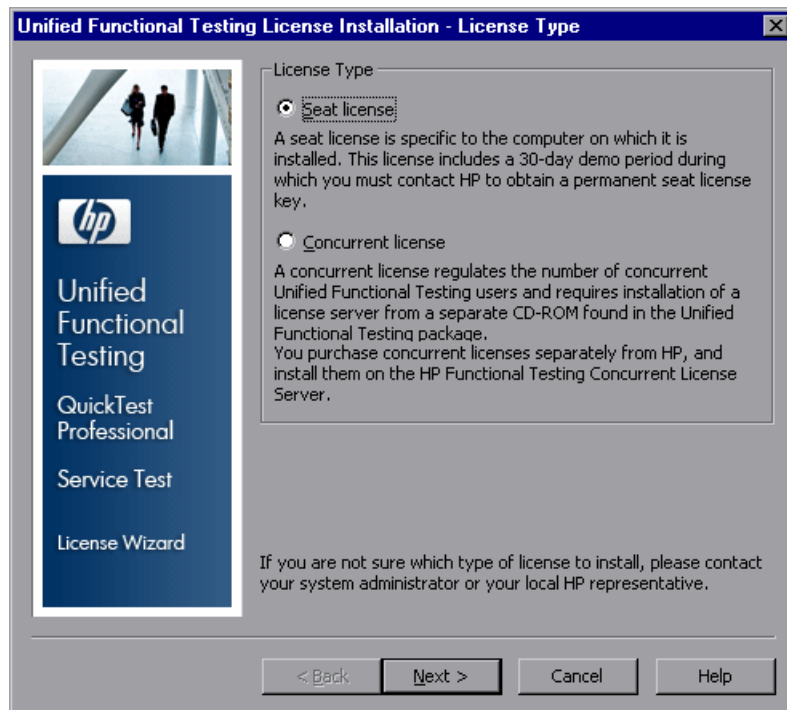 Unified Functional Testing License Installation - License Type
License Type
Seat license
A seat license is specific to the computer on which it is
installed. This license includes a 30-day demo period during
which you must contact HP to obtain a permanent seat license
key.
Concurrent license
A concurrent license regulates the number of concurrent
Unified Functional Testing users and requires installation of a
license server from a separate CD-ROM found in the Unified
Functional Testing package.
You purchase concurrent licenses separately from HP, and
install them on the HP Functional Testing Concurrent License
Server.
hp
Unified
Functional
Testing
QuickTest
Professional
Service Test
License Wizard
If you are not sure which type of license to install, please contact
your system administrator or your local HP representative.
< Back
Next >
Cancel
Help